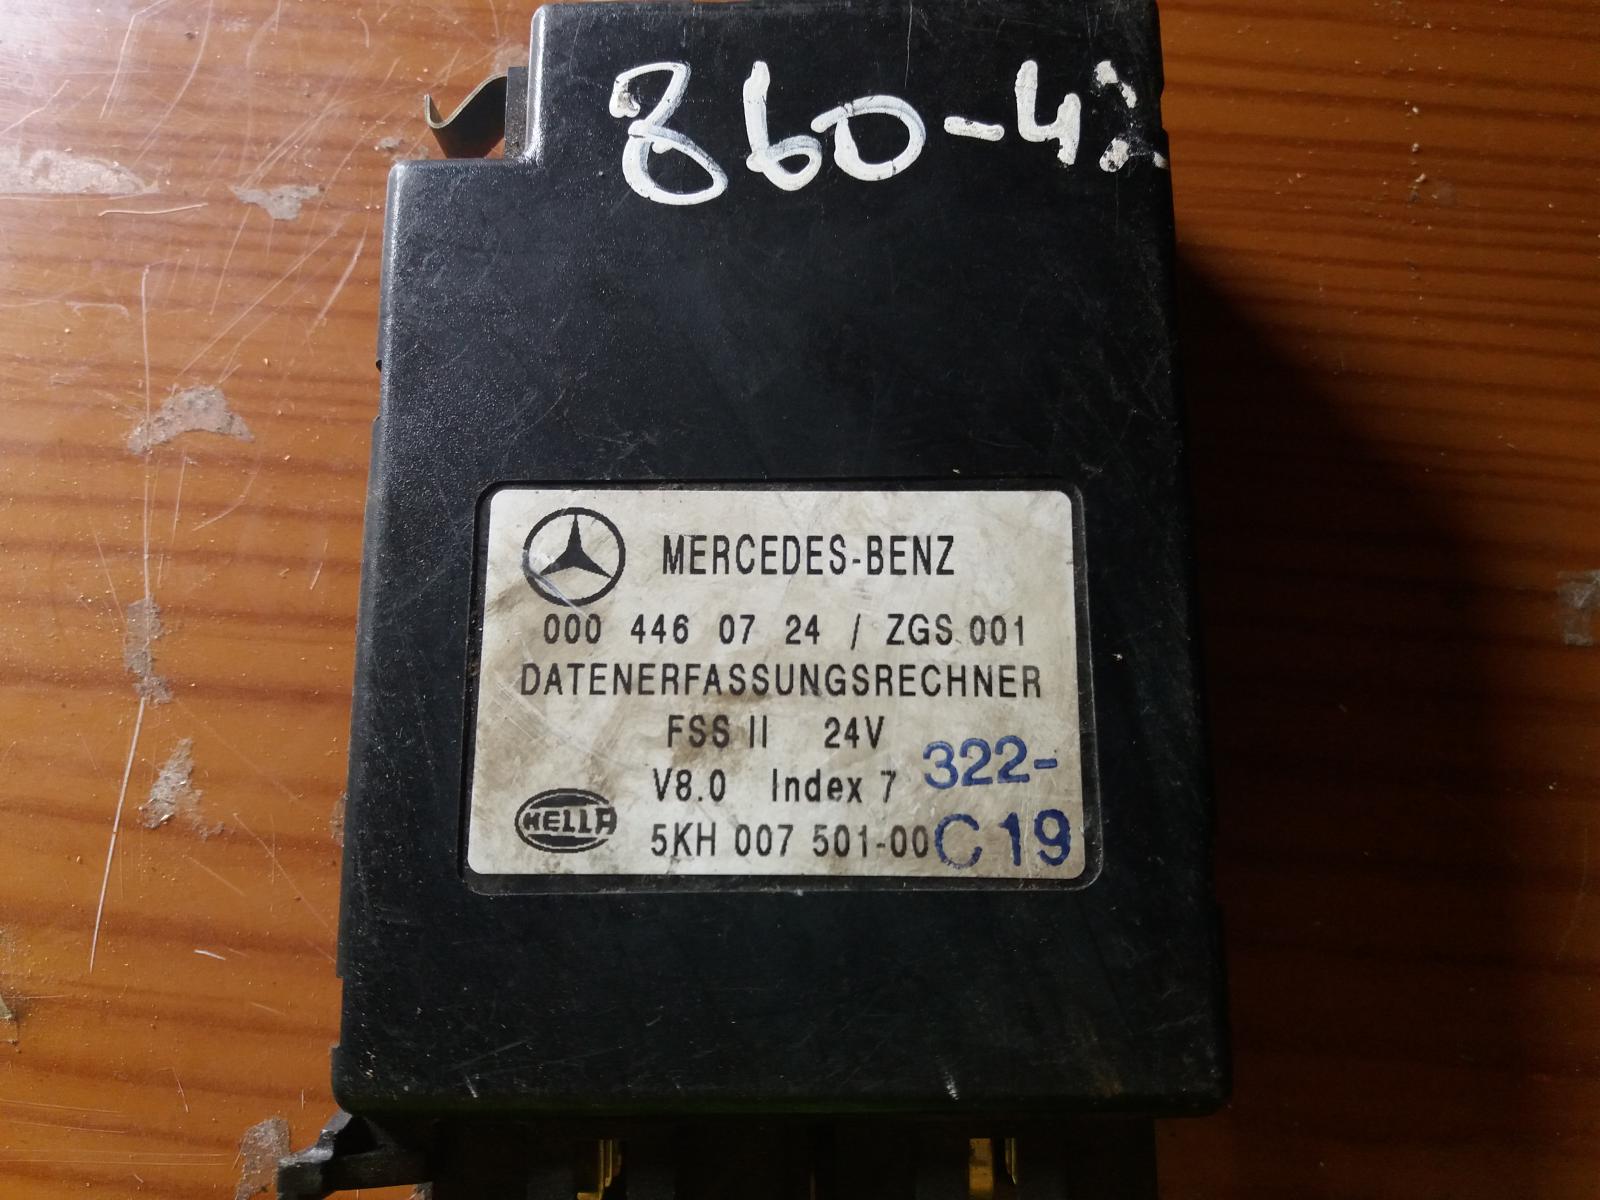 860-4
MERCEDES-BENZ
000 446 07 24 / ZGS 001
DATENERFASSUNGSRECHNER
FSS II 24V
V8.0 Index 7 322-
HELLA 5KH 007 501-00 C19